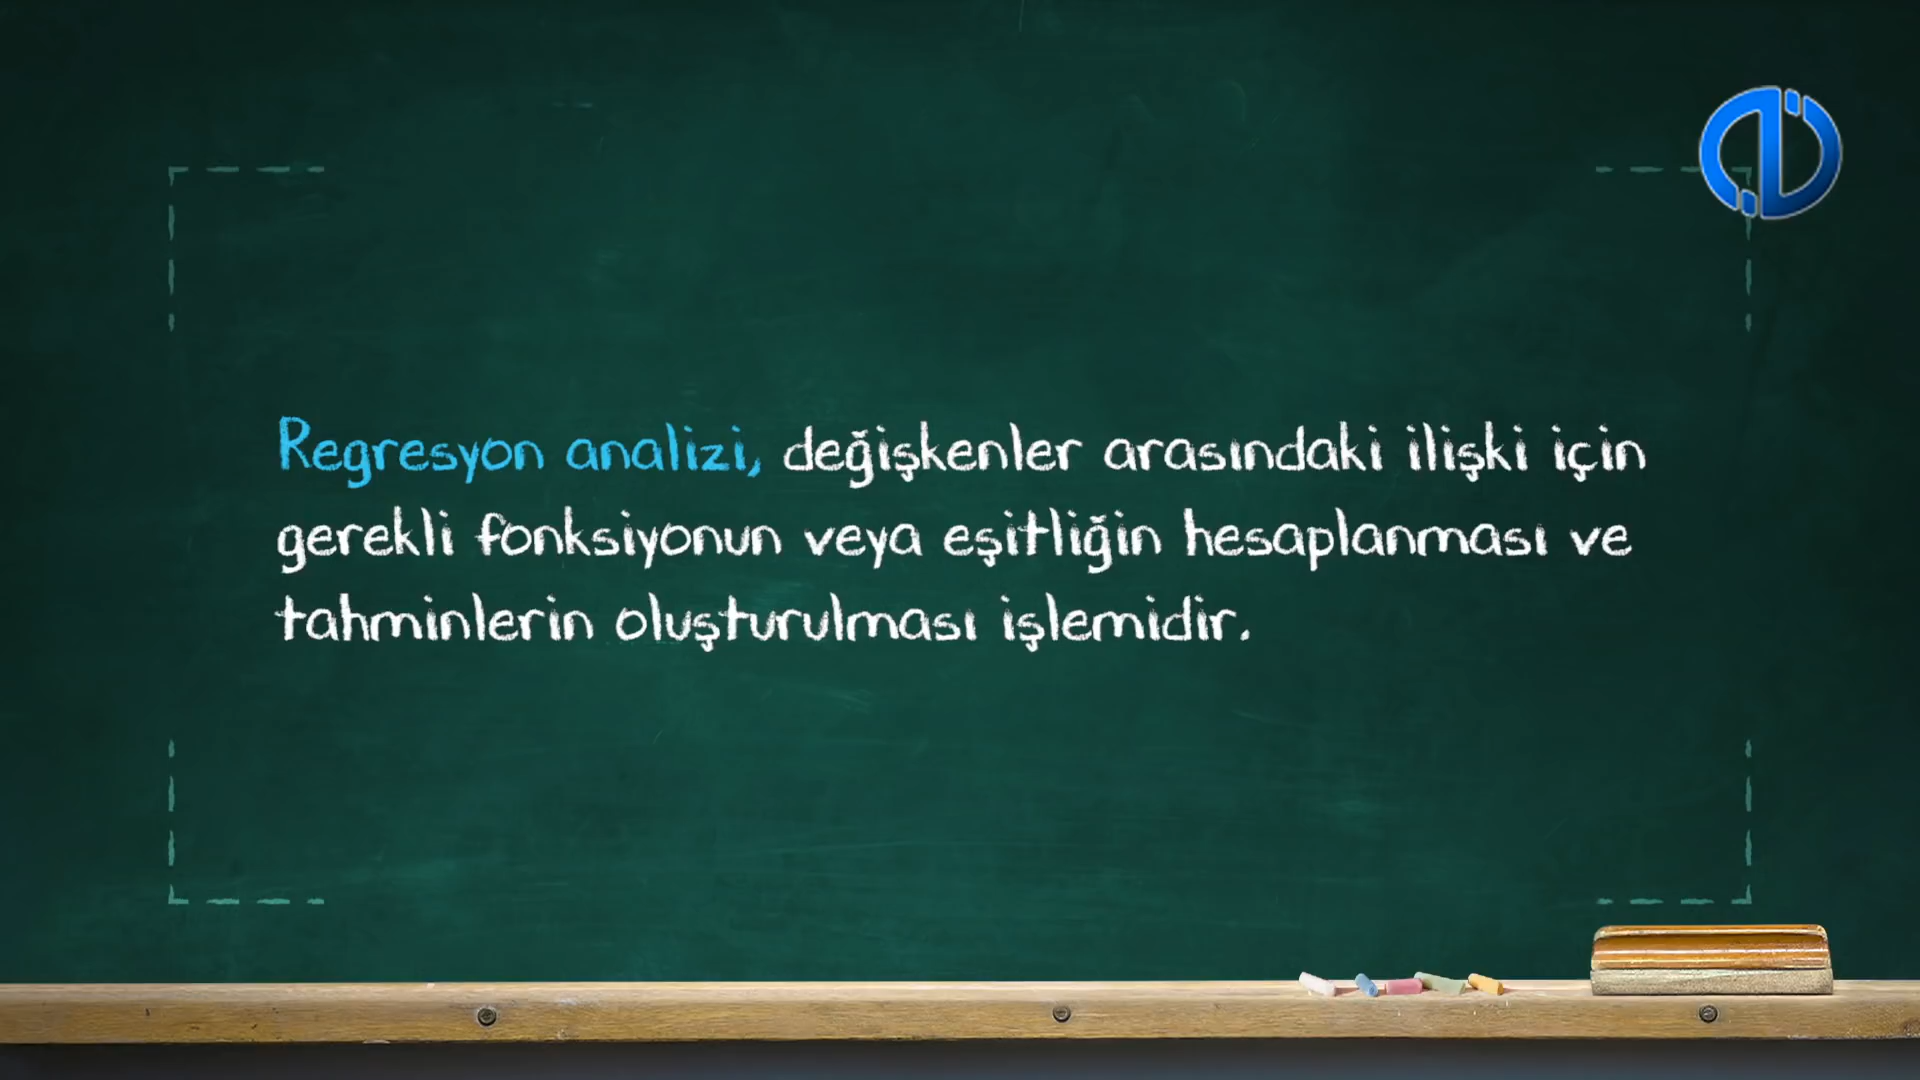 Regresyon analizi, değişkenler arasındaki ilişki için
gerekli fonksiyonun veya eşitliğin hesaplanması ve
tahminlerin oluşturulması işlemidir.